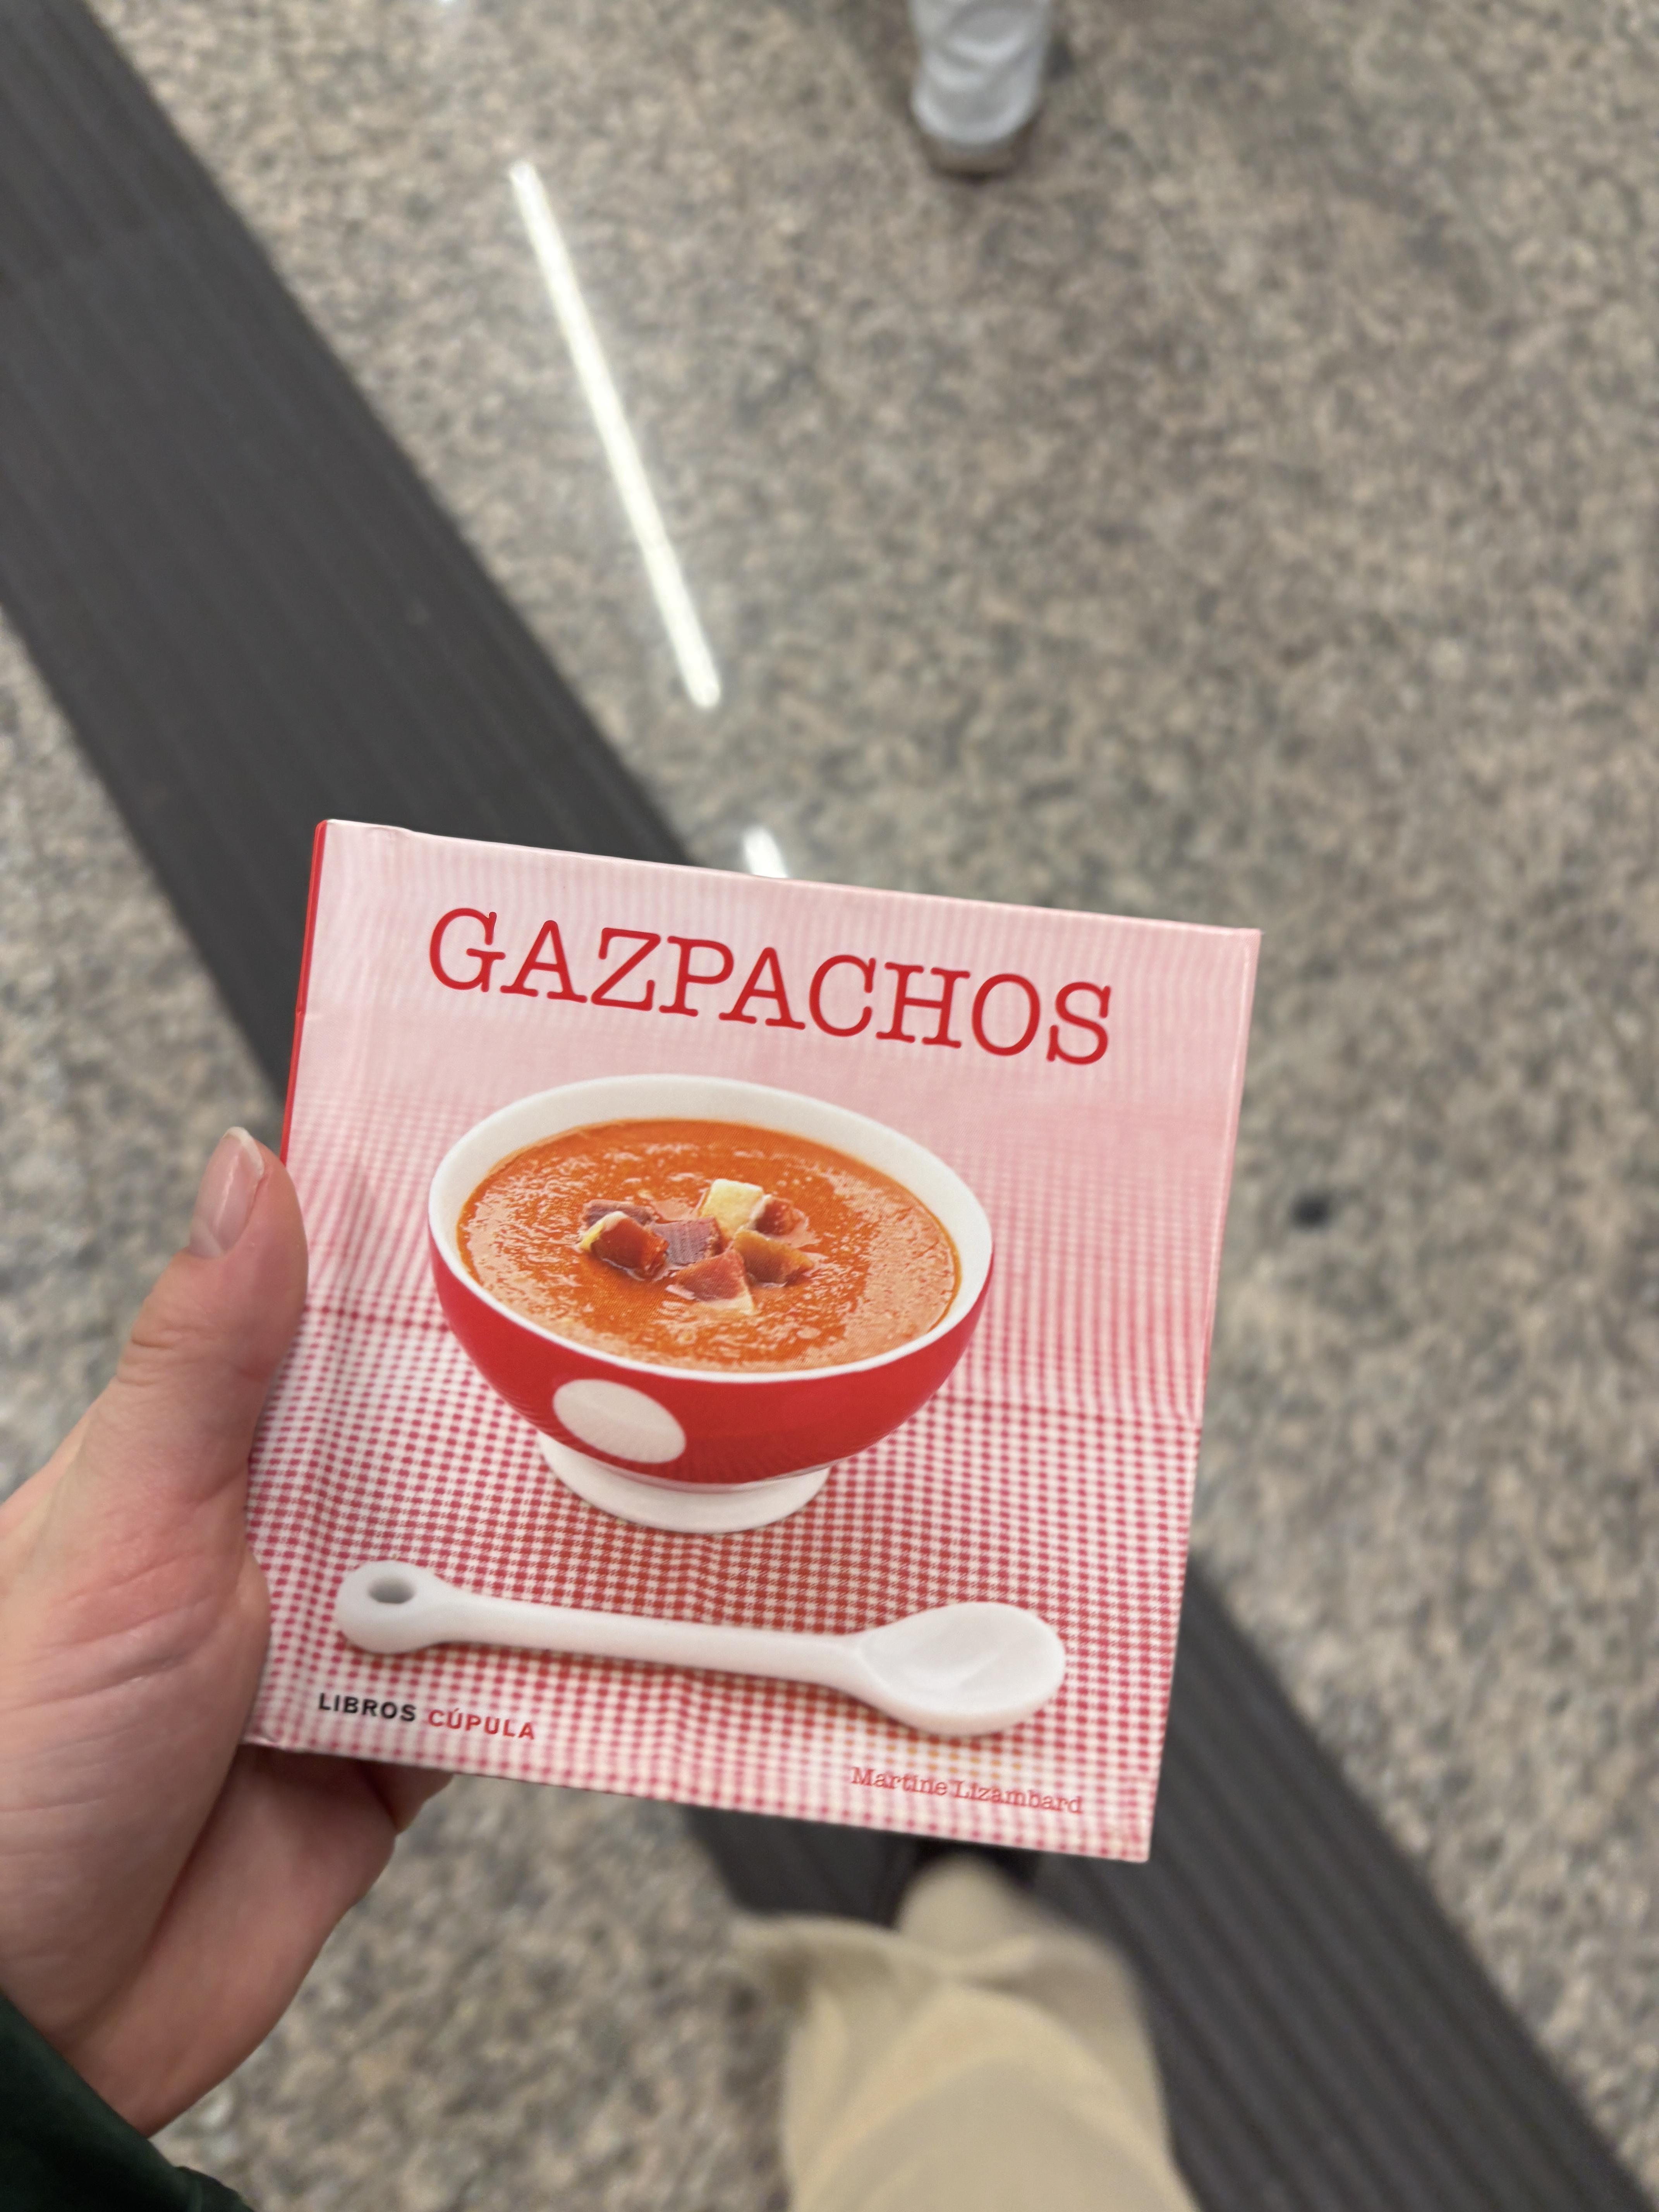 GAZPACHOS
LIBROS CÚPULA
Martine Lizambard